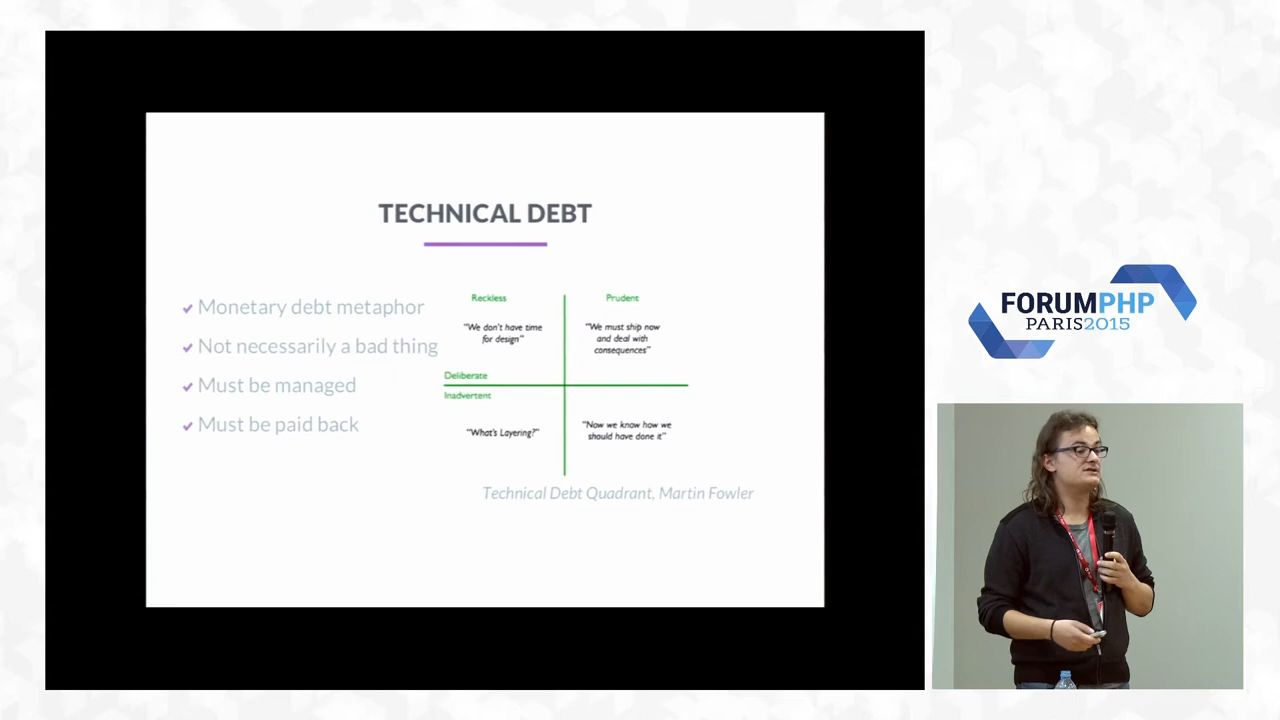 TECHNICAL DEBT
Monetary debt metaphor
Not necessarily a bad thing
Must be managed
Must be paid back
Reckless
Prudent
"We don't have time
for design"
"We must ship now
and deal with
consequences"
Deliberate
Inadvertent
"What's Layering?"
"Now we know how we
should have done it"
Technical Debt Quadrant, Martin Fowler
FORUMPHP
PARIS2015